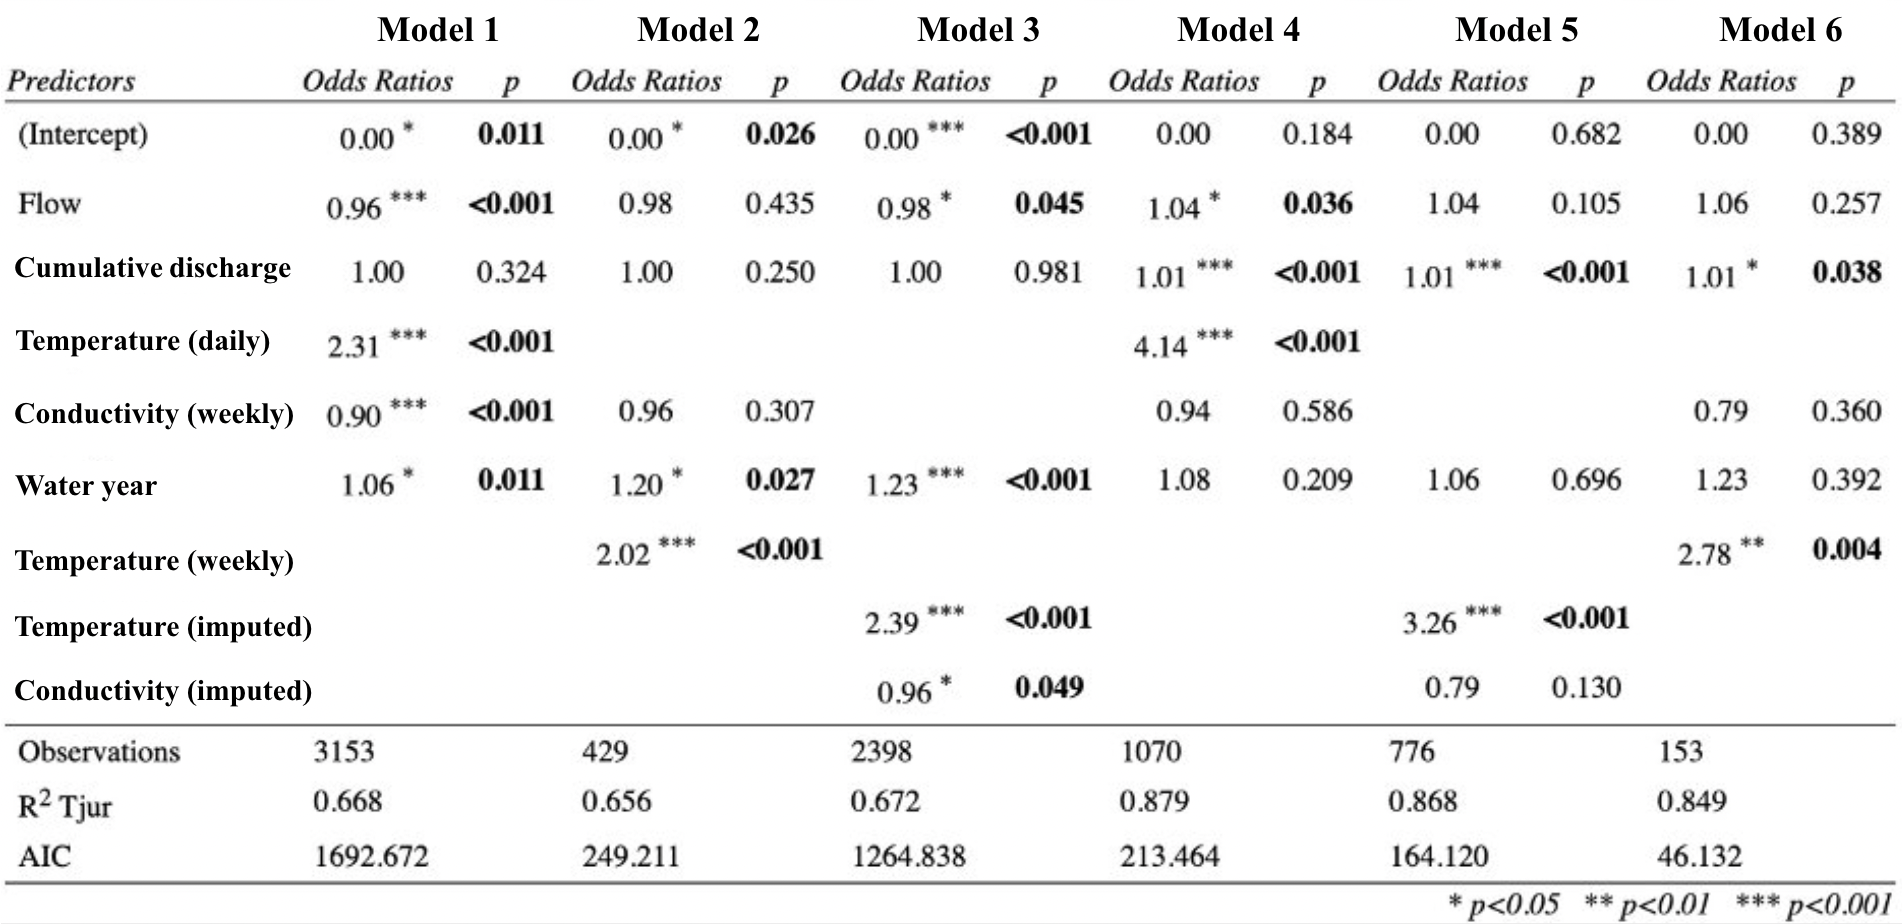 Model 1 Model 2 Model 3 Model 4 Model 5 Model 6
Predictors Odds Ratios p Odds Ratios p Odds Ratios p Odds Ratios p Odds Ratios p Odds Ratios p
(Intercept) 0.00 * 0.011 0.00 * 0.026 0.00 *** <0.001 0.00 0.184 0.00 0.682 0.00 0.389
Flow 0.96 *** <0.001 0.98 0.435 0.98 * 0.045 1.04 * 0.036 1.04 0.105 1.06 0.257
Cumulative discharge 1.00 0.324 1.00 0.250 1.00 0.981 1.01 *** <0.001 1.01 *** <0.001 1.01 * 0.038
Temperature (daily) 2.31 *** <0.001 4.14 *** <0.001
Conductivity (weekly) 0.90 *** <0.001 0.96 0.307 0.94 0.586 0.79 0.360
Water year 1.06 * 0.011 1.20 * 0.027 1.23 *** <0.001 1.08 0.209 1.06 0.696 1.23 0.392
Temperature (weekly) 2.02 *** <0.001 2.78 ** 0.004
Temperature (imputed) 2.39 *** <0.001 3.26 *** <0.001
Conductivity (imputed) 0.96 * 0.049 0.79 0.130
Observations 3153 429 2398 1070 776 153
R² Tjur 0.668 0.656 0.672 0.879 0.868 0.849
AIC 1692.672 249.211 1264.838 213.464 164.120 46.132
* p<0.05 ** p<0.01 *** p<0.001